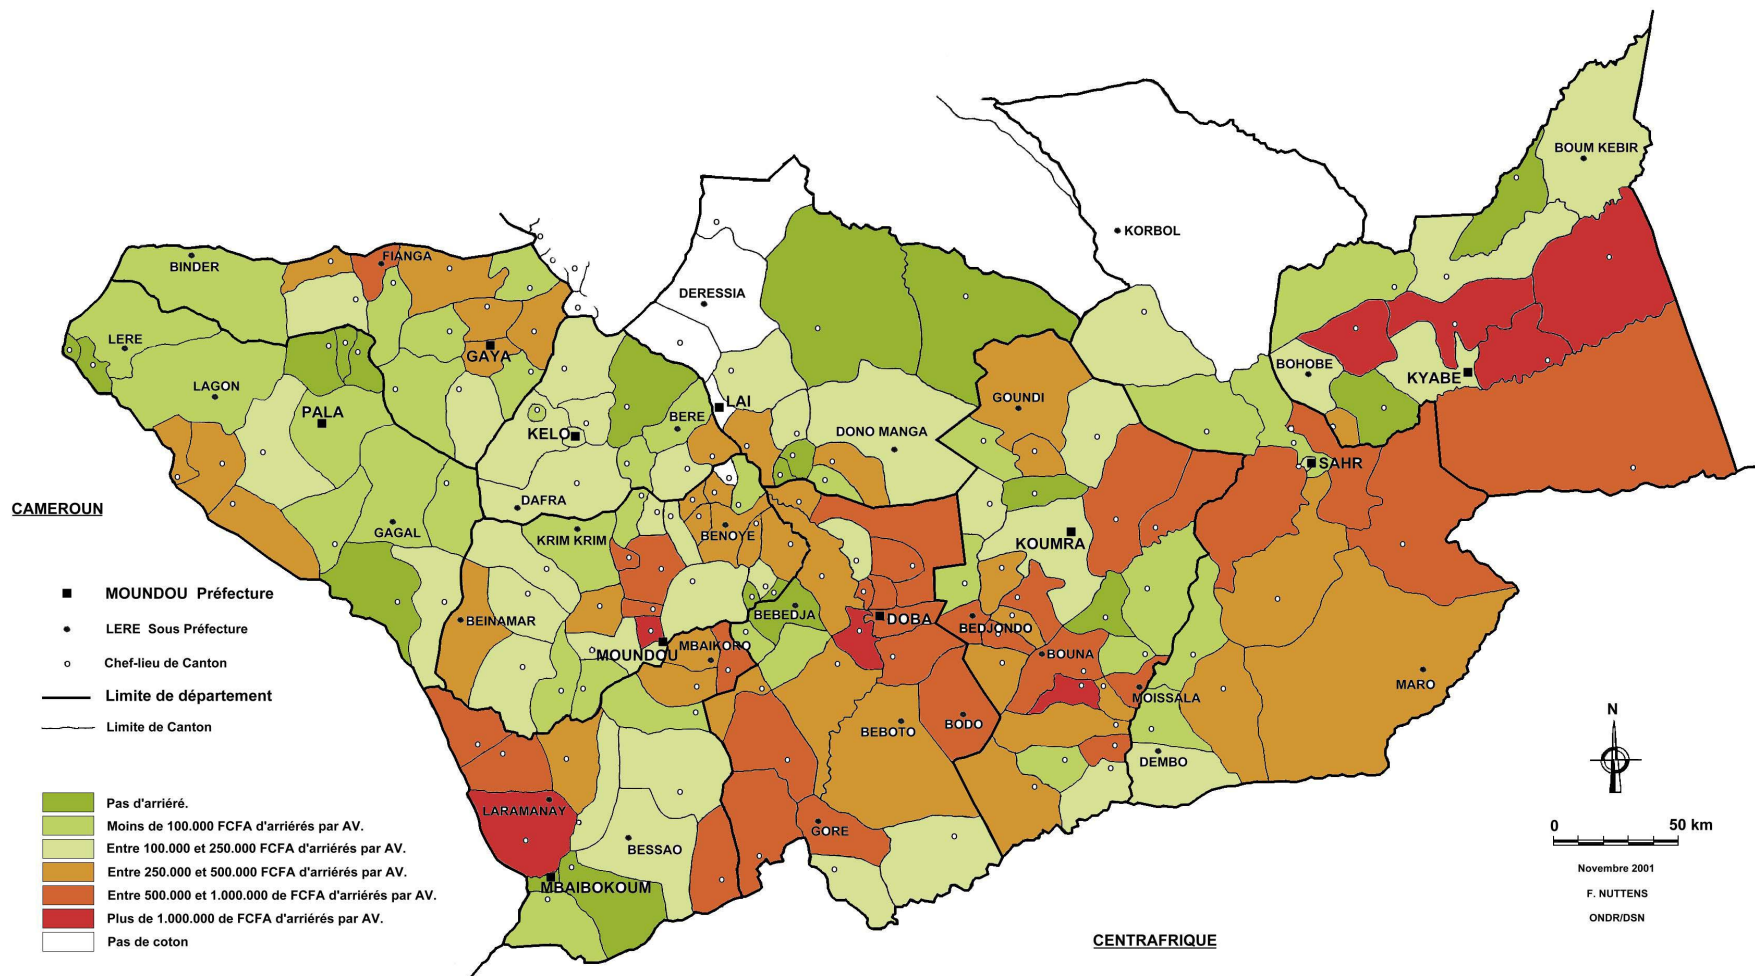 BOUM KEBIR
KORBOL
FIANGA
BINDER
DERESSIA
LERE
GAYA
BOHOBE
KYABE
LAGON
PALA
LAI
GOUNDI
BERE
KELO
DONO MANGA
SAHR
DAFRA
CAMEROUN
GAGAL
KRIM KRIM
BENOYE
KOUMRA
MOUNDOU Préfecture
LERE Sous Préfecture
Chef-lieu de Canton
Limite de département
Limite de Canton
BEINAMAR
BEBEDJA
DOBA
BEDJONDO
MOUNDOU
MBAIKORO
BOUNA
MARO
MOISSALA
BODO
BEBOTO
DEMBO
N
LARAMANAY
GORE
BESSAO
MBAIBOKOUM
Pas d'arriéré.
Moins de 100.000 FCFA d'arriérés par AV.
Entre 100.000 et 250.000 FCFA d'arriérés par AV.
Entre 250.000 et 500.000 FCFA d'arriérés par AV.
Entre 500.000 et 1.000.000 de FCFA d'arriérés par AV.
Plus de 1.000.000 de FCFA d'arriérés par AV.
Pas de coton
0 50 km
Novembre 2001
F. NUTTENS
ONDR/DSN
CENTRAFRIQUE